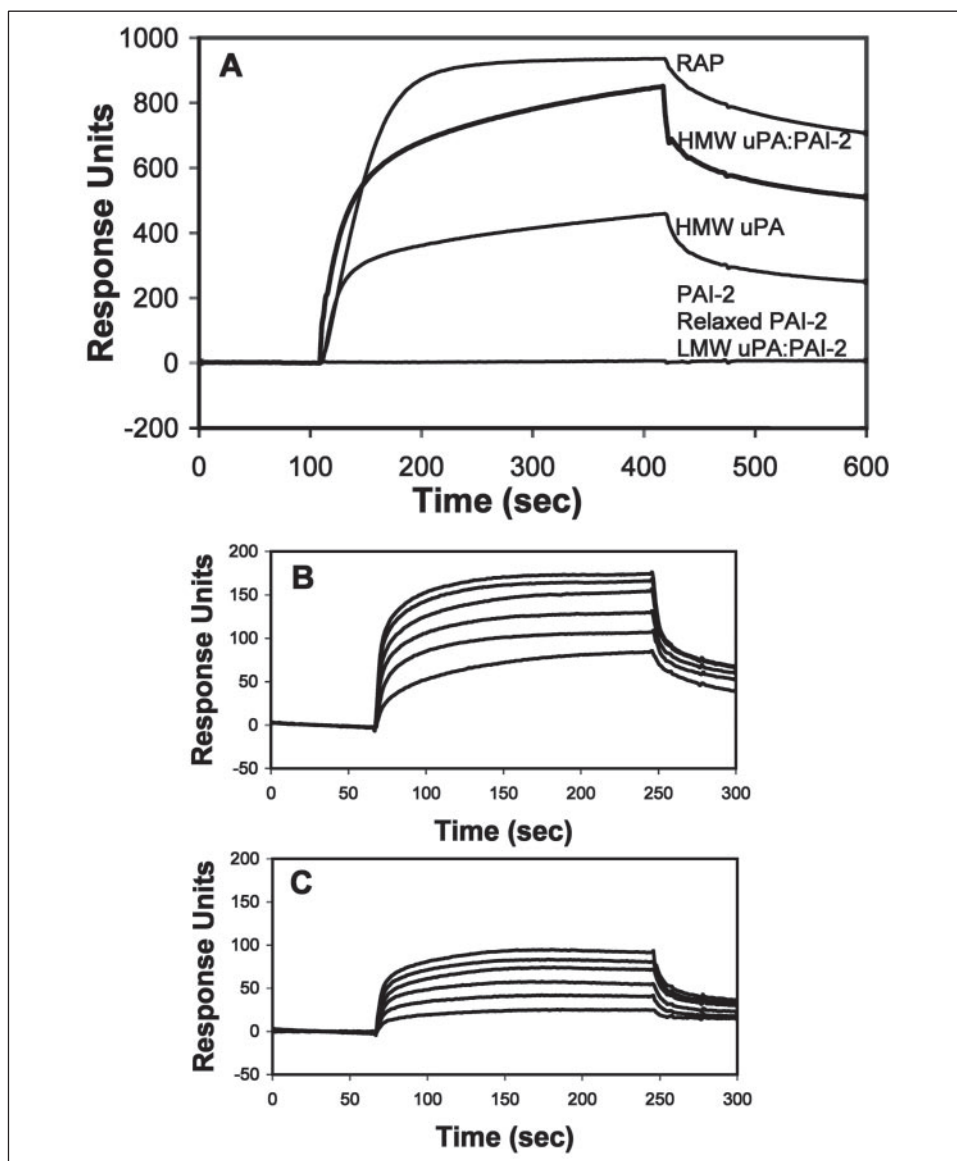 A
Response Units
1000
800
600
400
200
0
-200
RAP
HMW uPA:PAI-2
HMW uPA
PAI-2
Relaxed PAI-2
LMW uPA:PAI-2
0 100 200 300 400 500 600
Time (sec)
B
Response Units
200
150
100
50
0
-50
0 50 100 150 200 250 300
Time (sec)
C
Response Units
200
150
100
50
0
-50
0 50 100 150 200 250 300
Time (sec)